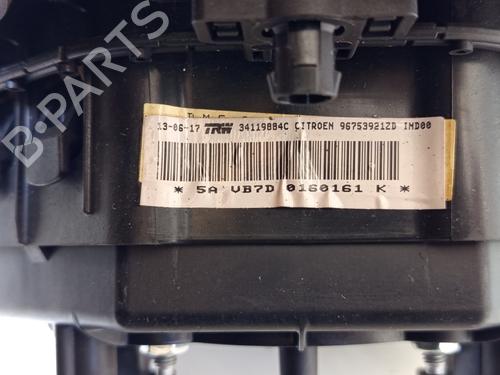 13-06-17 TRW 34119884C CITROEN 96753921ZD IMD00
* 5A VB7D 0160161 K *
B-PARTS